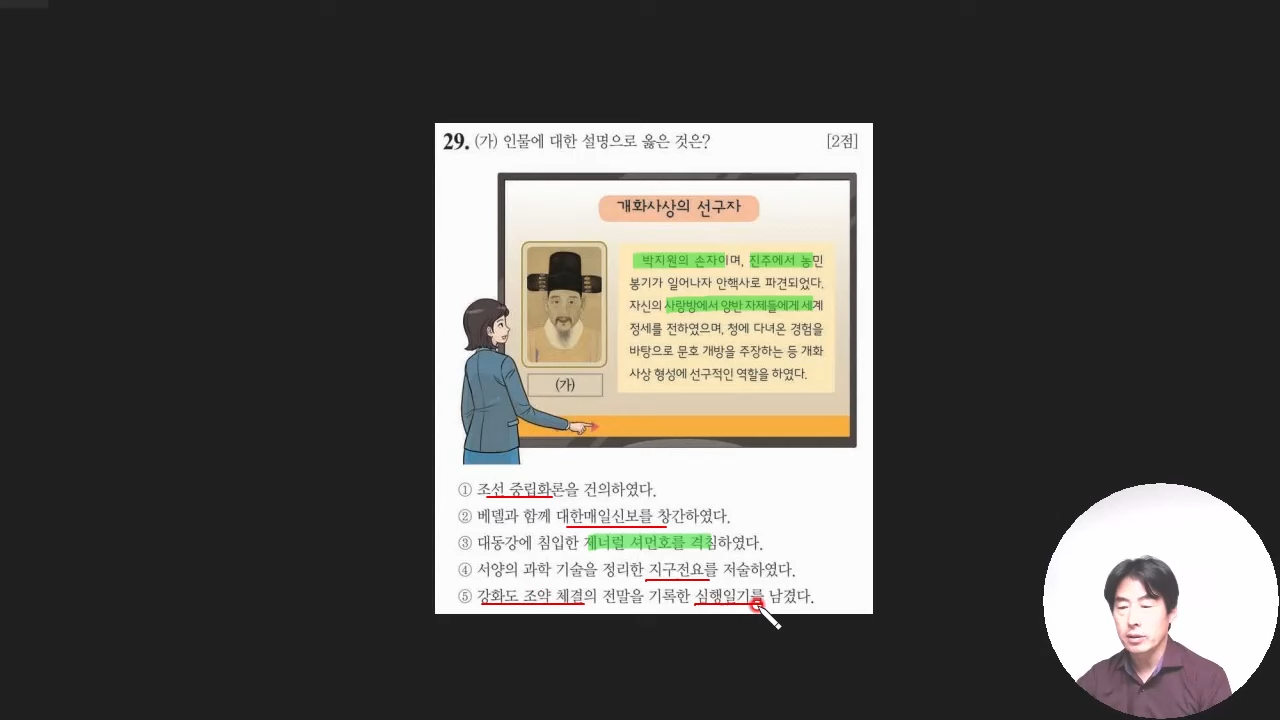 29. (가) 인물에 대한 설명으로 옳은 것은? [2점]
개화사상의 선구자
박지원의 손자이며, 진주에서 농민
봉기가 일어나자 안핵사로 파견되었다.
자신의 사랑방에서 양반 자제들에게 세계
정세를 전하였으며, 청에 다녀온 경험을
바탕으로 문호 개방을 주장하는 등 개화
사상 형성에 선구적인 역할을 하였다.
(가)
① 조선 중립화론을 건의하였다.
② 베델과 함께 대한매일신보를 창간하였다.
③ 대동강에 침입한 제너럴 셔먼호를 격침하였다.
④ 서양의 과학 기술을 정리한 지구전요를 저술하였다.
⑤ 강화도 조약 체결의 전말을 기록한 심행일기를 남겼다.